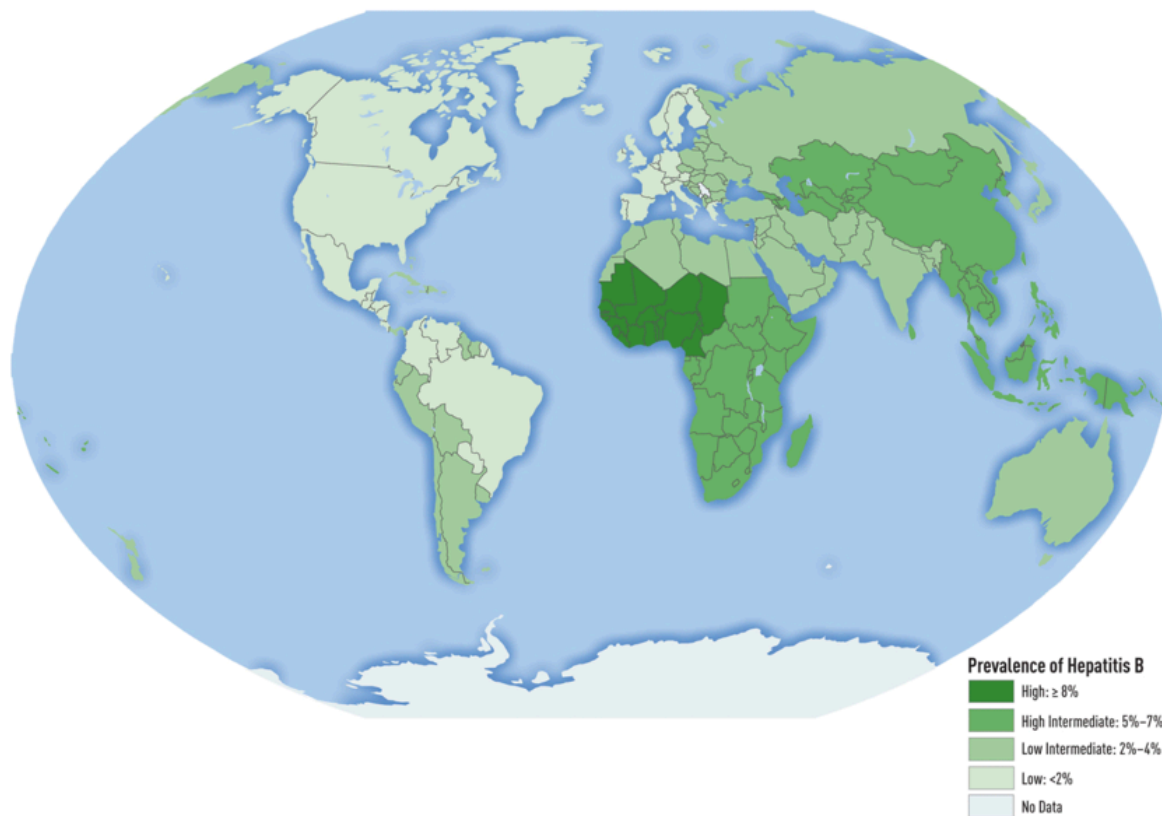 Prevalence of Hepatitis B
High: ≥ 8%
High Intermediate: 5%–7%
Low Intermediate: 2%–4%
Low: <2%
No Data